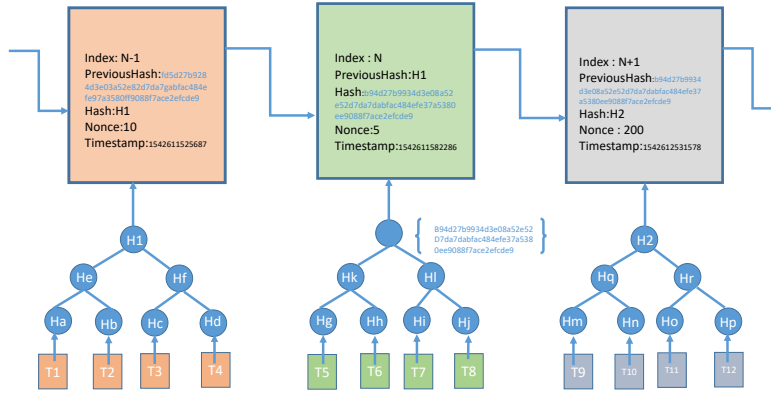 Index: N-1
PreviousHash:fd5d27b928
4d3e03a52e82d7da7gabfac484e
fe97a3580ff9088f7ace2efcde9
Hash:H1
Nonce:10
Timestamp:1542611525687
Index : N
PreviousHash:H1
Hash:b94d27b9934d3e08a52
e52d7da7dabfac484efe37a5380
ee9088f7ace2efcde9
Nonce:5
Timestamp:1542611582286
Index : N+1
PreviousHash:b94d27b9934
d3e08a52e52d7da7dabfac484efe37
a5380ee9088f7ace2efcde9
Hash:H2
Nonce : 200
Timestamp:1542612531578
H1
B94d27b9934d3e08a52e52
D7da7dabfac484efe37a538
0ee9088f7ace2efcde9
H2
He
Hf
Hk
Hl
Hq
Hr
Ha
Hb
Hc
Hd
Hg
Hh
Hi
Hj
Hm
Hn
Ho
Hp
T1
T2
T3
T4
T5
T6
T7
T8
T9
T10
T11
T12